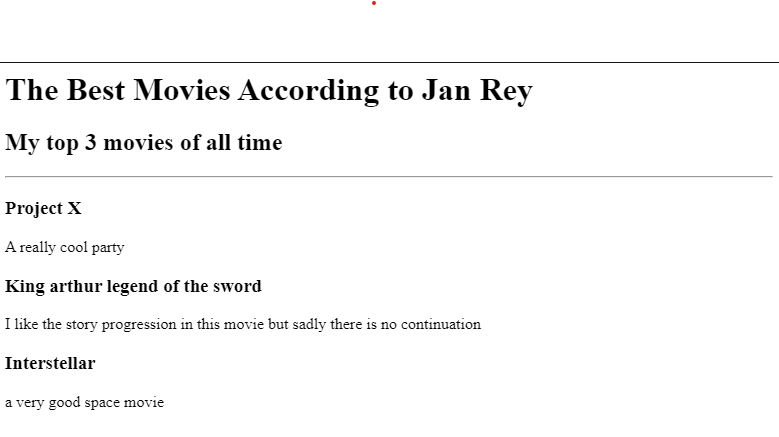 The Best Movies According to Jan Rey
My top 3 movies of all time
Project X
A really cool party
King arthur legend of the sword
I like the story progression in this movie but sadly there is no continuation
Interstellar
a very good space movie